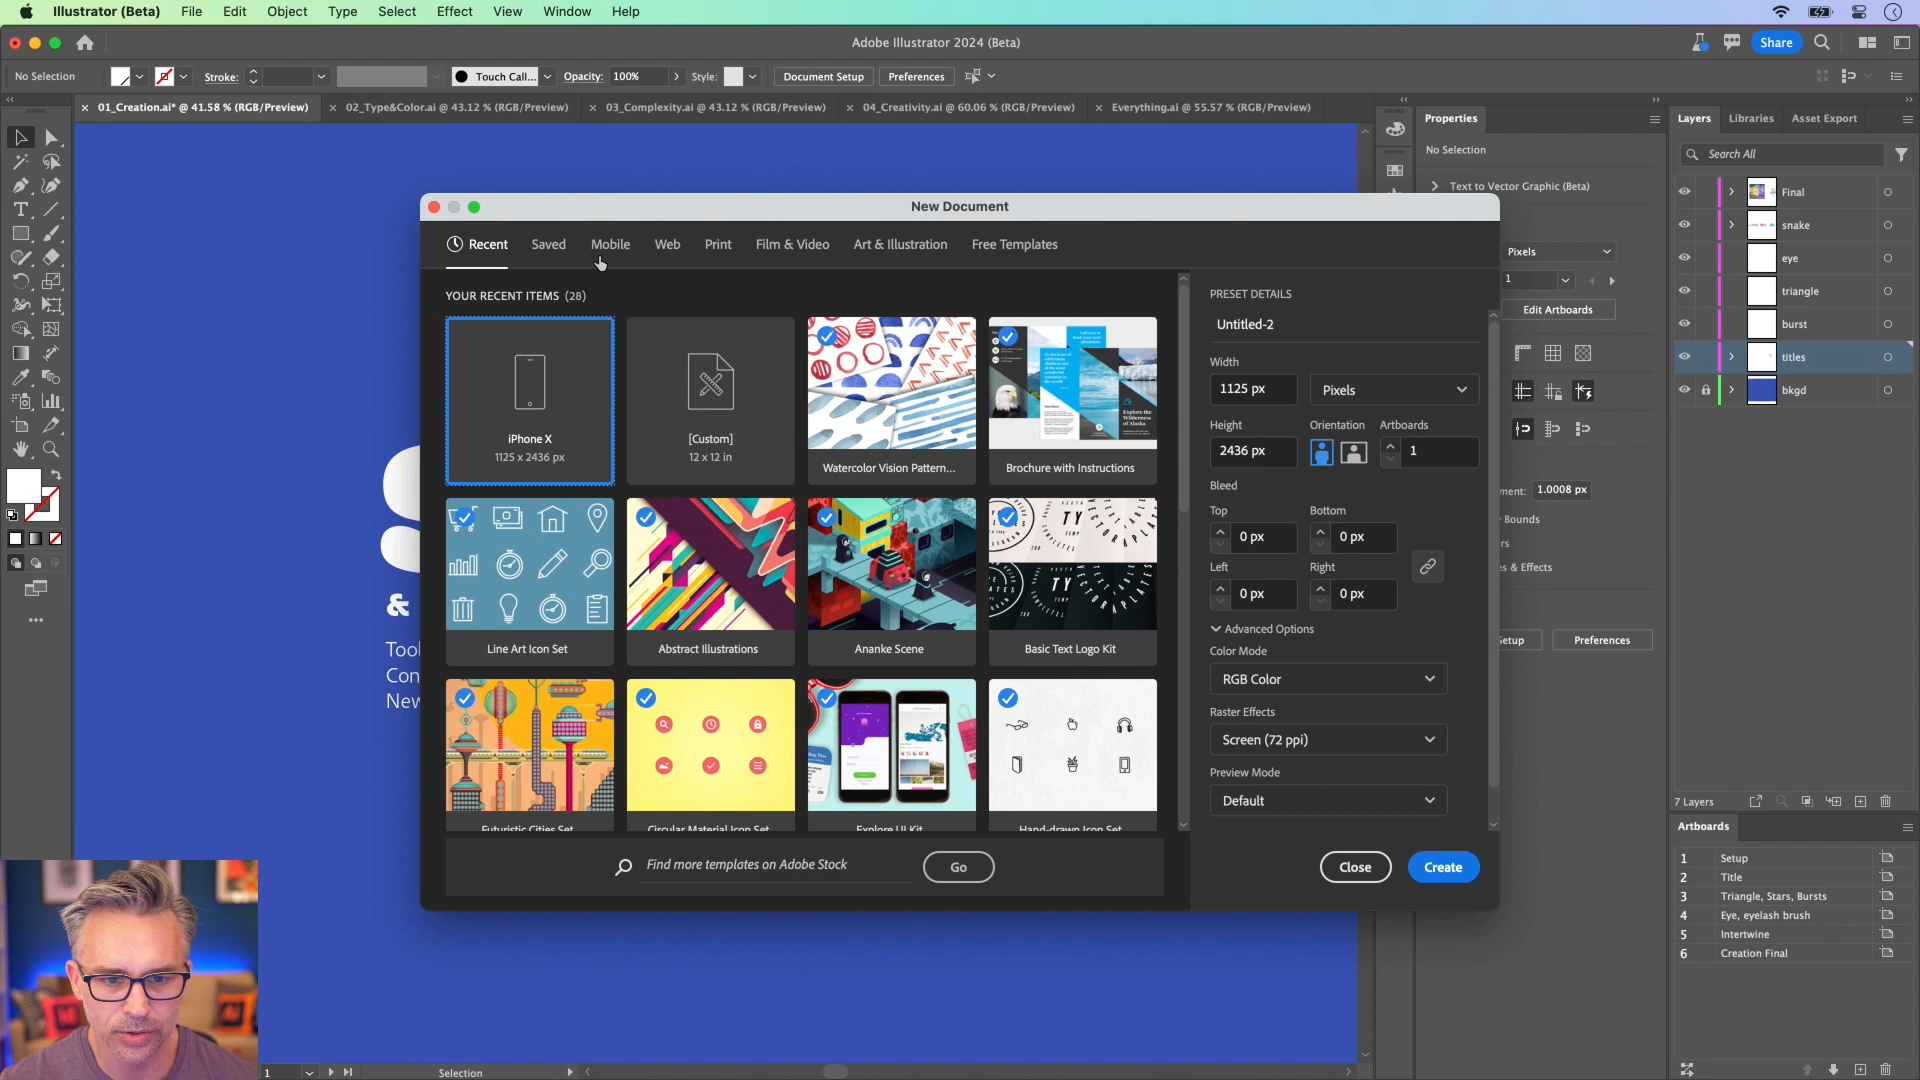 Illustrator (Beta) File Edit Object Type Select Effect View Window Help
Adobe Illustrator 2024 (Beta)
Share
No Selection
Stroke:
Touch Call...
Opacity: 100%
Style:
Document Setup
Preferences
01_Creation.ai* @ 41.58 % (RGB/Preview)
02_Type&Color.ai @ 43.12 % (RGB/Preview)
03_Complexity.ai @ 43.12 % (RGB/Preview)
04_Creativity.ai @ 60.06 % (RGB/Preview)
Everything.ai @ 55.57 % (RGB/Preview)
&
Tool
Con
New
New Document
Recent Saved Mobile Web Print Film & Video Art & Illustration Free Templates
YOUR RECENT ITEMS (28)
iPhone X
1125 x 2436 px
[Custom]
12 x 12 in
Watercolor Vision Pattern...
Brochure with Instructions
Line Art Icon Set
Abstract Illustrations
Ananke Scene
Basic Text Logo Kit
Futuristic Cities Set
Circular Material Icon Set
Explore UI Kit
Hand-drawn Icon Set
Find more templates on Adobe Stock
Go
PRESET DETAILS
Untitled-2
Width
1125 px
Pixels
Height Orientation Artboards
2436 px
1
Bleed
Top Bottom
0 px 0 px
Left Right
0 px 0 px
Advanced Options
Color Mode
RGB Color
Raster Effects
Screen (72 ppi)
Preview Mode
Default
Close
Create
Properties
No Selection
Text to Vector Graphic (Beta)
Pixels
1
Edit Artboards
ment: 1.0008 px
Bounds
rs
s & Effects
Setup
Preferences
Layers Libraries Asset Export
Search All
Final
snake
eye
triangle
burst
titles
bkgd
7 Layers
Artboards
1 Setup
2 Title
3 Triangle, Stars, Bursts
4 Eye, eyelash brush
5 Intertwine
6 Creation Final
1
Selection